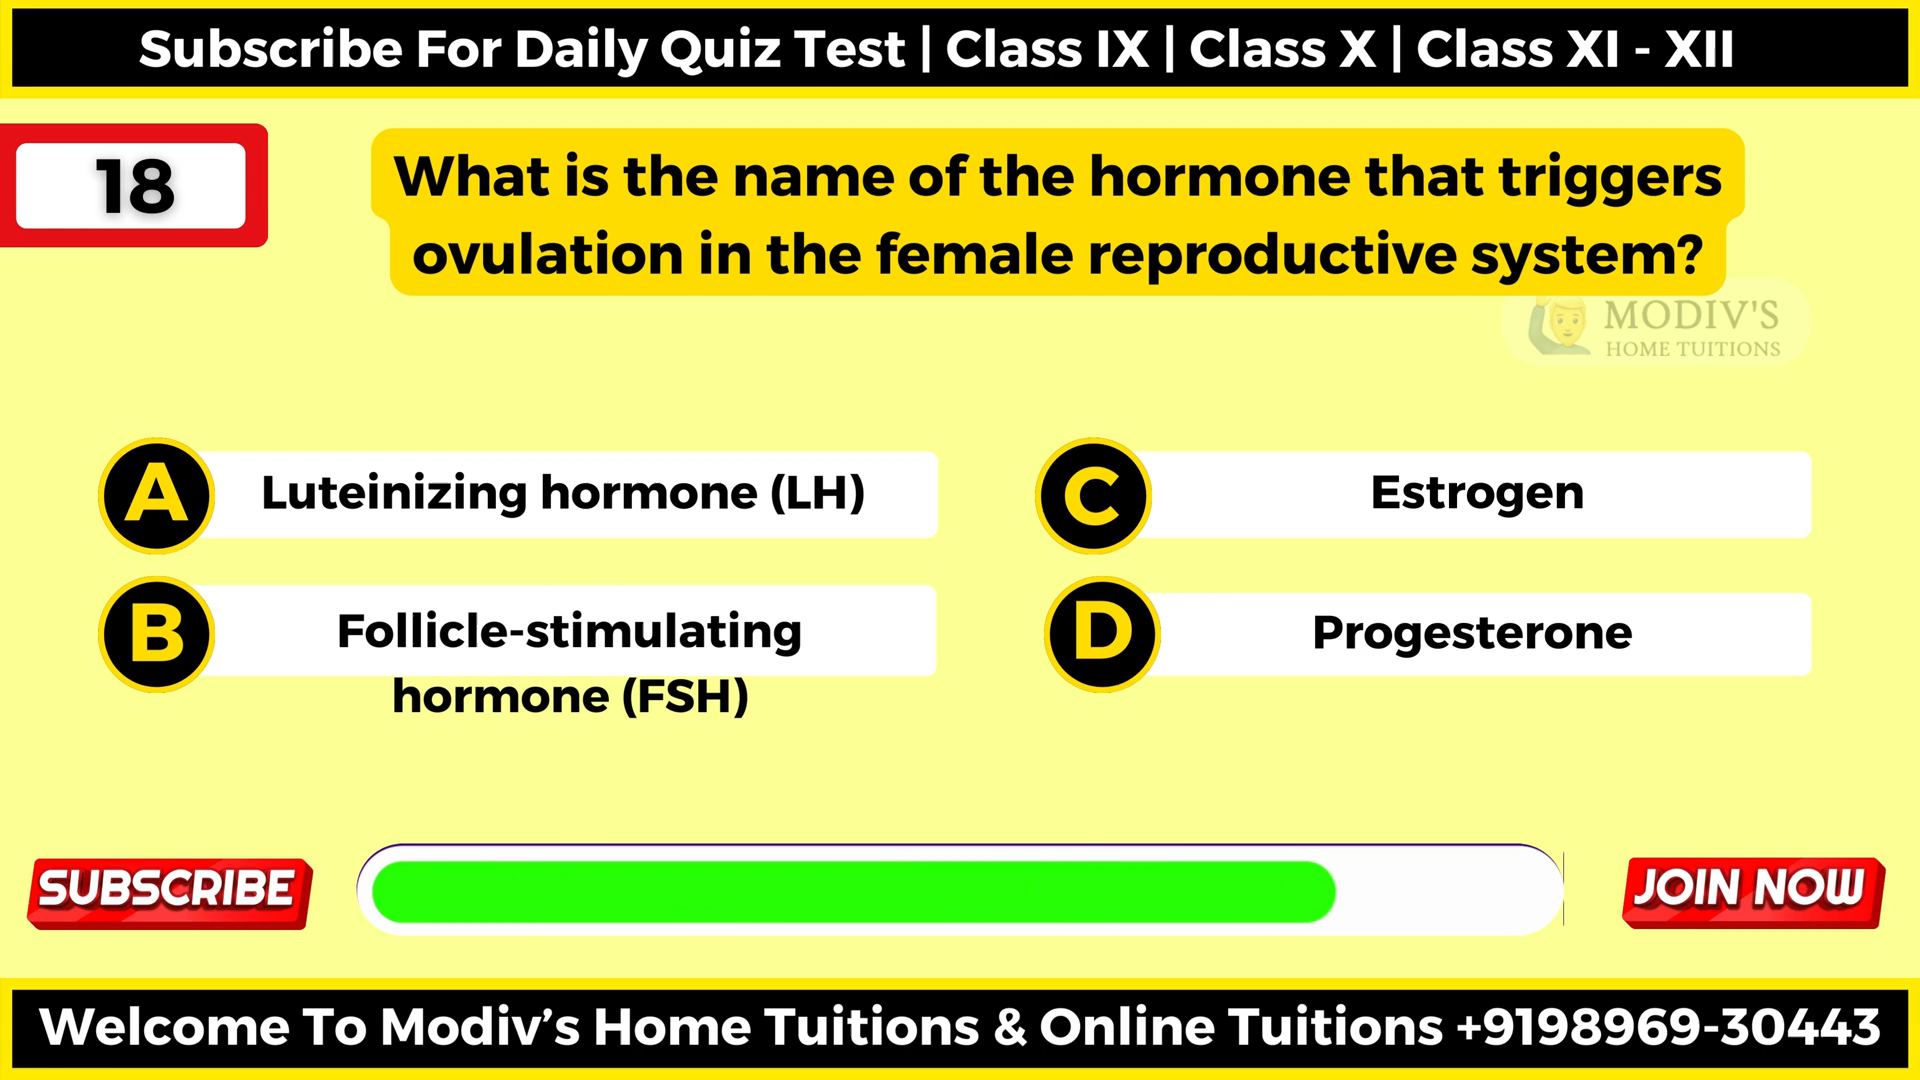 Subscribe For Daily Quiz Test | Class IX | Class X | Class XI - XII
18
What is the name of the hormone that triggers
ovulation in the female reproductive system?
MODIV'S
HOME TUITIONS
A
Luteinizing hormone (LH)
C
Estrogen
B
Follicle-stimulating
hormone (FSH)
D
Progesterone
SUBSCRIBE
JOIN NOW
Welcome To Modiv’s Home Tuitions & Online Tuitions +9198969-30443